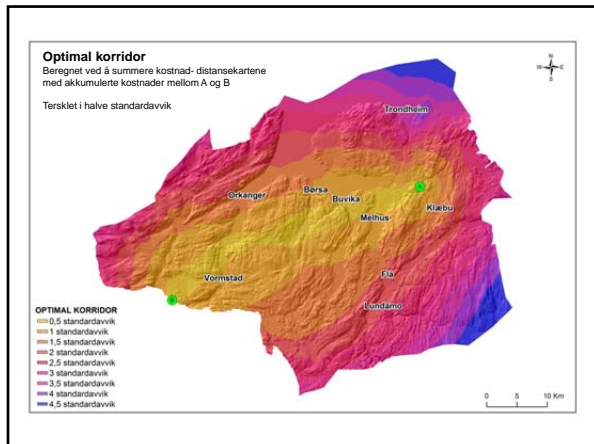 Optimal korridor
Beregnet ved å summere kostnad- distansekartene
med akkumulerte kostnader mellom A og B
Tersklet i halve standardavvik
N
W E
S
Trondheim
A
Orkanger
Børsa
Buvika
Klæbu
Melhus
Vormstad
Flå
B
Lundamo
OPTIMAL KORRIDOR
0,5 standardavvik
1 standardavvik
1,5 standardavvik
2 standardavvik
2,5 standardavvik
3 standardavvik
3,5 standardavvik
4 standardavvik
4,5 standardavvik
0 5 10 Km